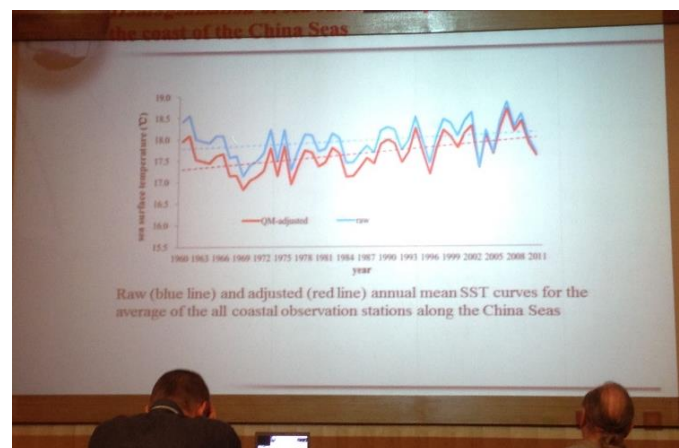 the coast of the China Seas
19.0
18.5
18.0
17.5
17.0
16.5
16.0
15.5
sea surface temperature (℃)
QM-adjusted
raw
1960 1963 1966 1969 1972 1975 1978 1981 1984 1987 1990 1993 1996 1999 2002 2005 2008 2011
year
Raw (blue line) and adjusted (red line) annual mean SST curves for the
average of the all coastal observation stations along the China Seas